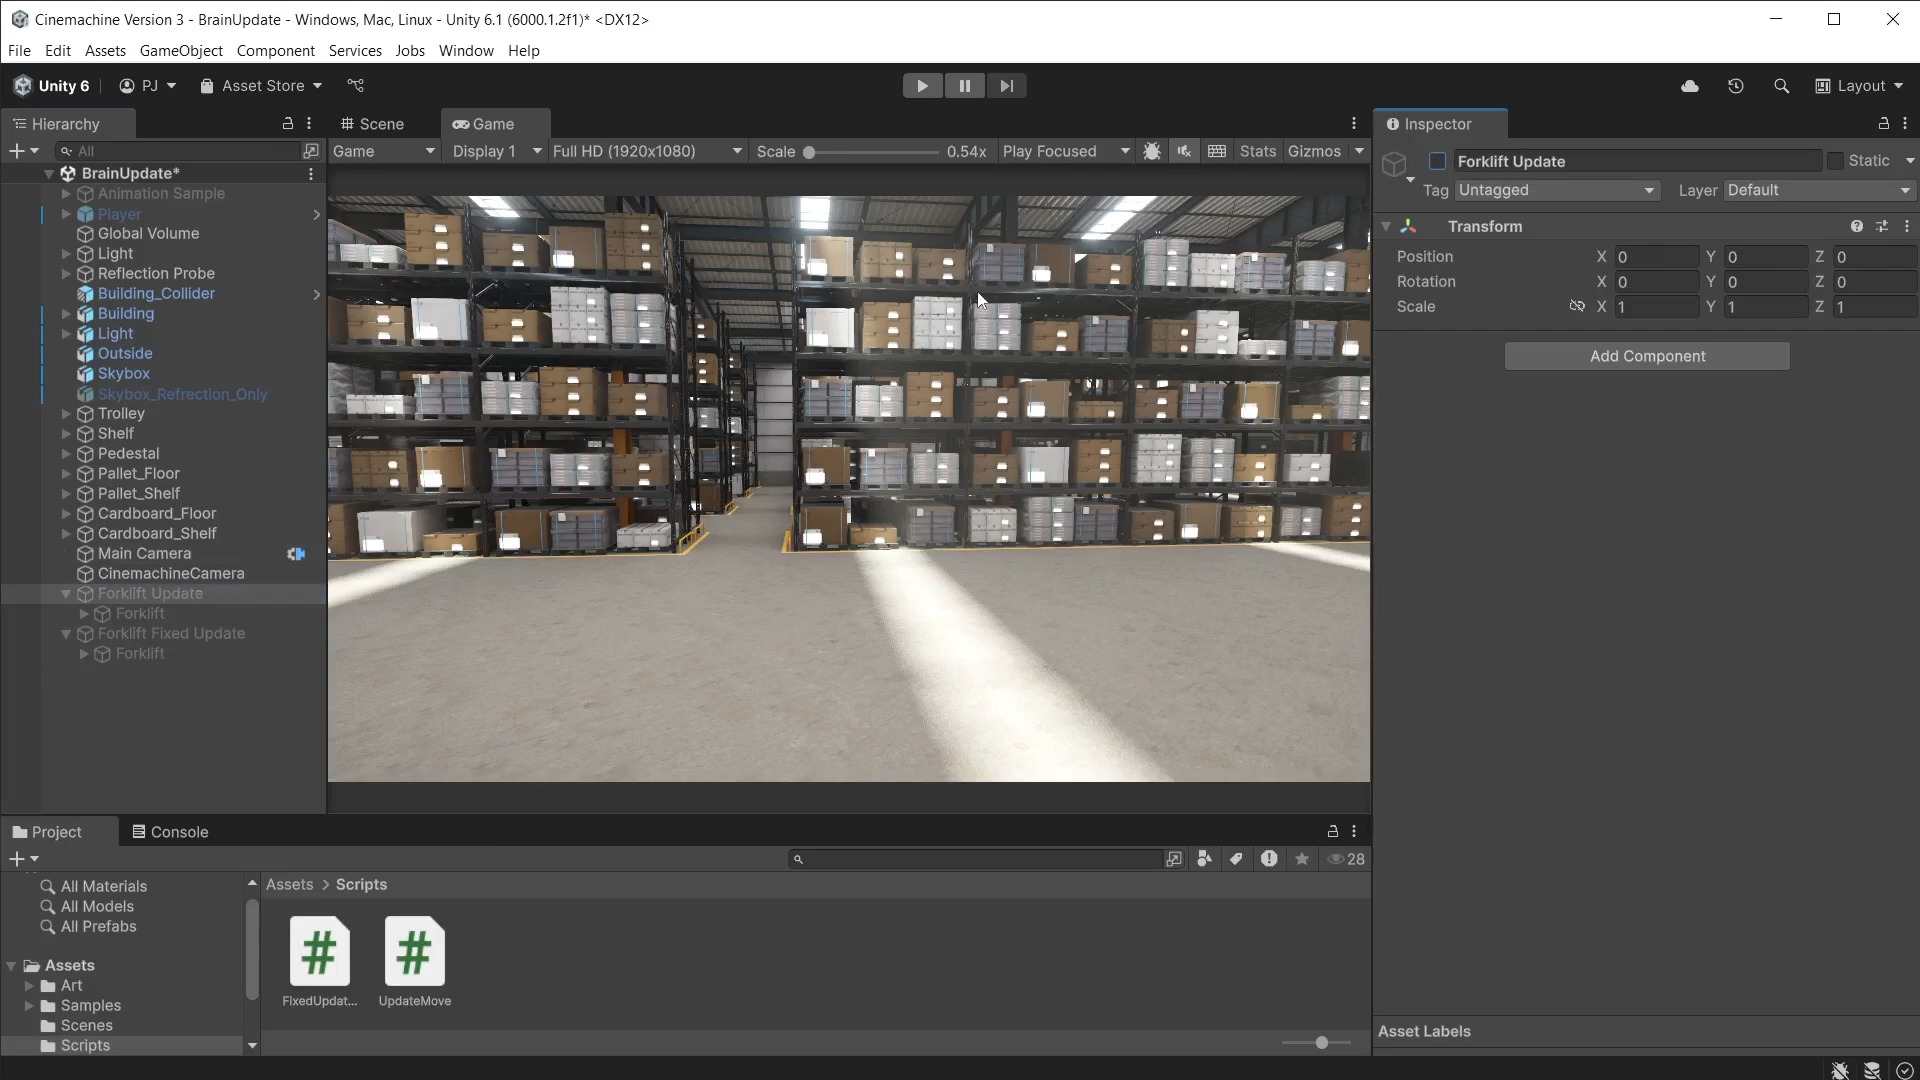 Cinemachine Version 3 - BrainUpdate - Windows, Mac, Linux - Unity 6.1 (6000.1.2f1)* <DX12>
File Edit Assets GameObject Component Services Jobs Window Help
Unity 6 PJ Asset Store Layout
Hierarchy
All
BrainUpdate*
Animation Sample
Player
Global Volume
Light
Reflection Probe
Building_Collider
Building
Light
Outside
Skybox
Skybox_Refrection_Only
Trolley
Shelf
Pedestal
Pallet_Floor
Pallet_Shelf
Cardboard_Floor
Cardboard_Shelf
Main Camera
CinemachineCamera
Forklift Update
Forklift
Forklift Fixed Update
Forklift
Scene Game
Game Display 1 Full HD (1920x1080) Scale 0.54x Play Focused Stats Gizmos
Inspector
Forklift Update Static
Tag Untagged Layer Default
Transform
Position X 0 Y 0 Z 0
Rotation X 0 Y 0 Z 0
Scale X 1 Y 1 Z 1
Add Component
Project Console
28
All Materials
All Models
All Prefabs
Assets
Art
Samples
Scenes
Scripts
Assets > Scripts
FixedUpdat...
UpdateMove
Asset Labels